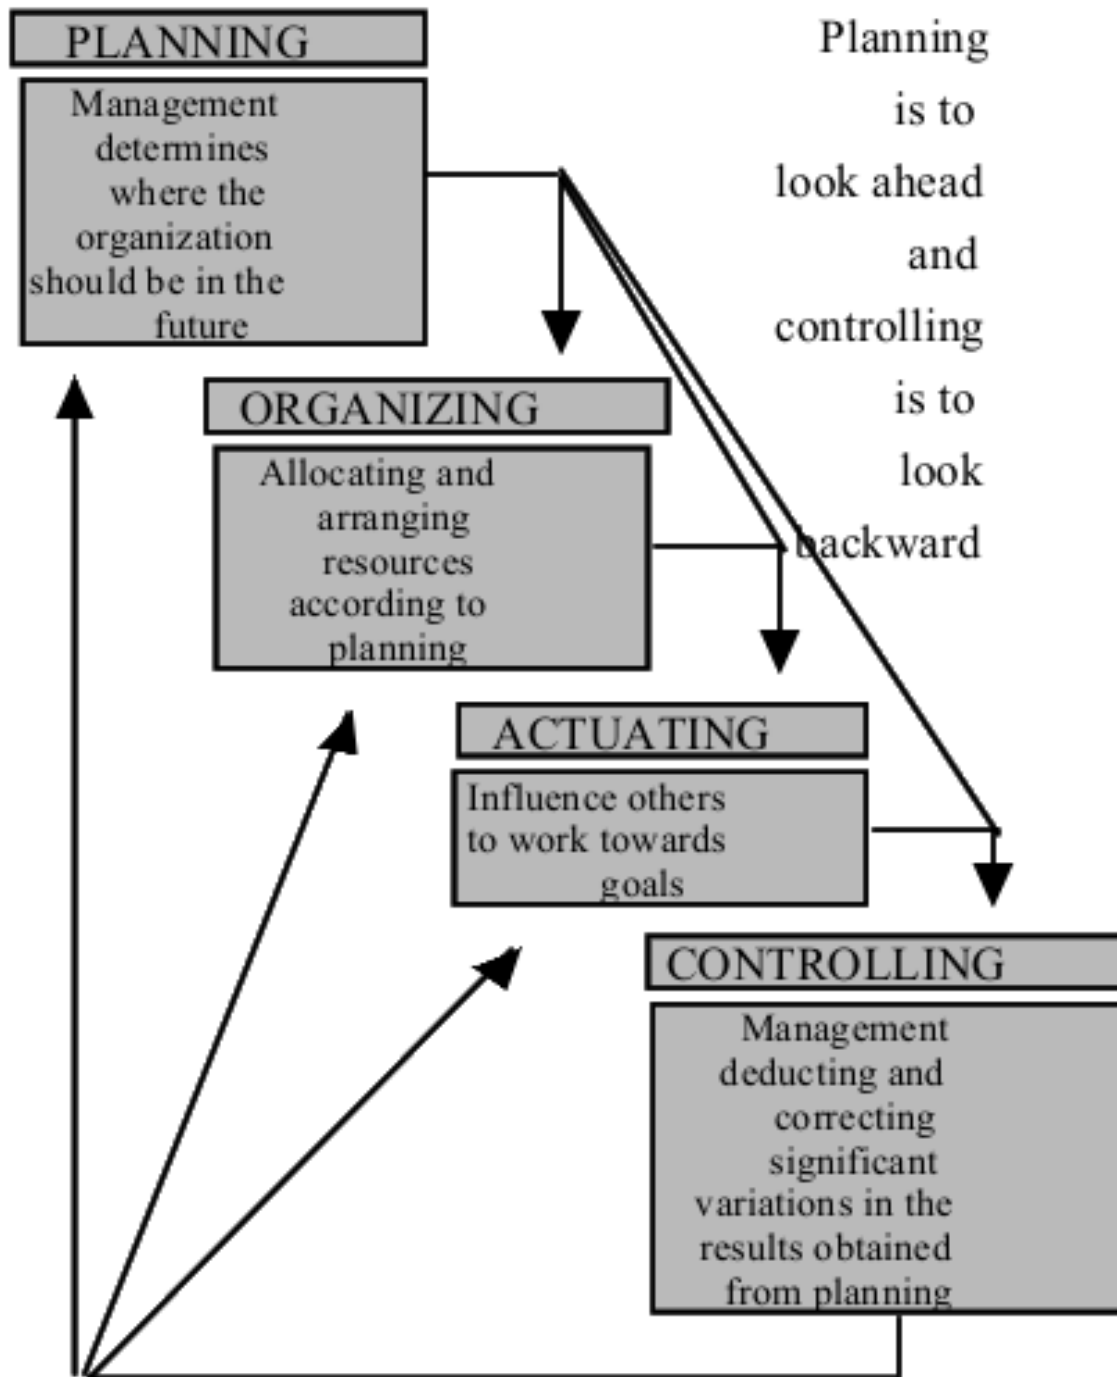 PLANNING
Management
determines
where the
organization
should be in the
future
Planning
is to
look ahead
and
controlling
is to
look
backward
ORGANIZING
Allocating and
arranging
resources
according to
planning
ACTUATING
Influence others
to work towards
goals
CONTROLLING
Management
deducting and
correcting
significant
variations in the
results obtained
from planning